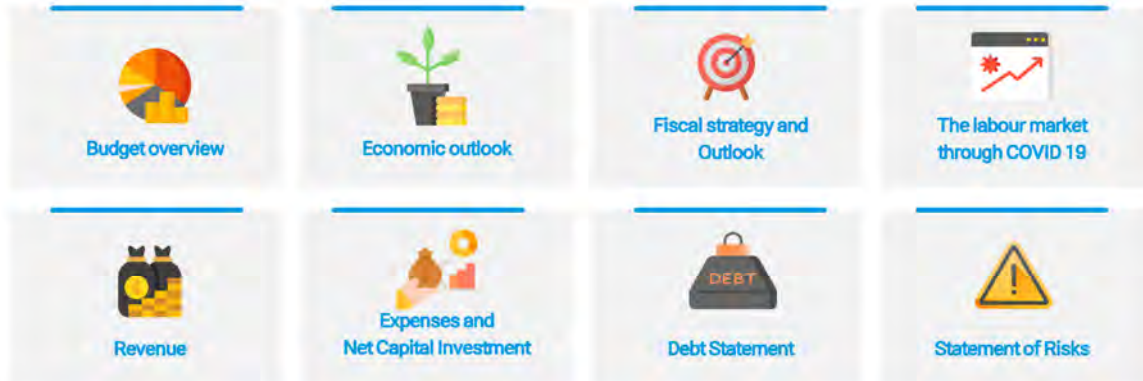 Budget overview
Economic outlook
Fiscal strategy and
Outlook
The labour market
through COVID 19
Revenue
Expenses and
Net Capital Investment
DEBT
Debt Statement
Statement of Risks